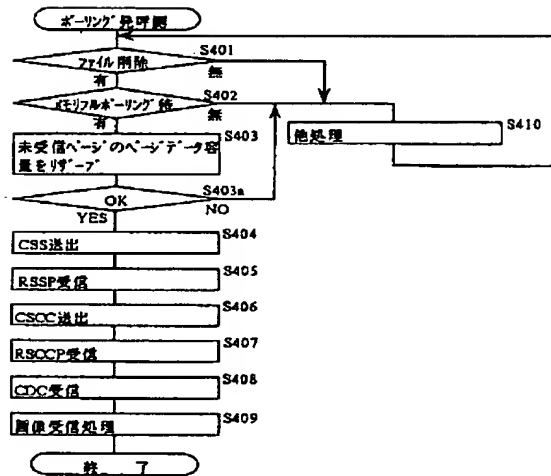 ポーリング発呼側
S401
ファイル削除
無
有
S402
メモリフルポーリング待
無
有
S403
未受信ページのページデータ容
量をリザーブ
S410
他処理
S403a
OK
NO
YES
S404
CSS送出
S405
RSSP受信
S406
CSCC送出
S407
RSCCP受信
S408
CDC受信
S409
画像受信処理
終 了